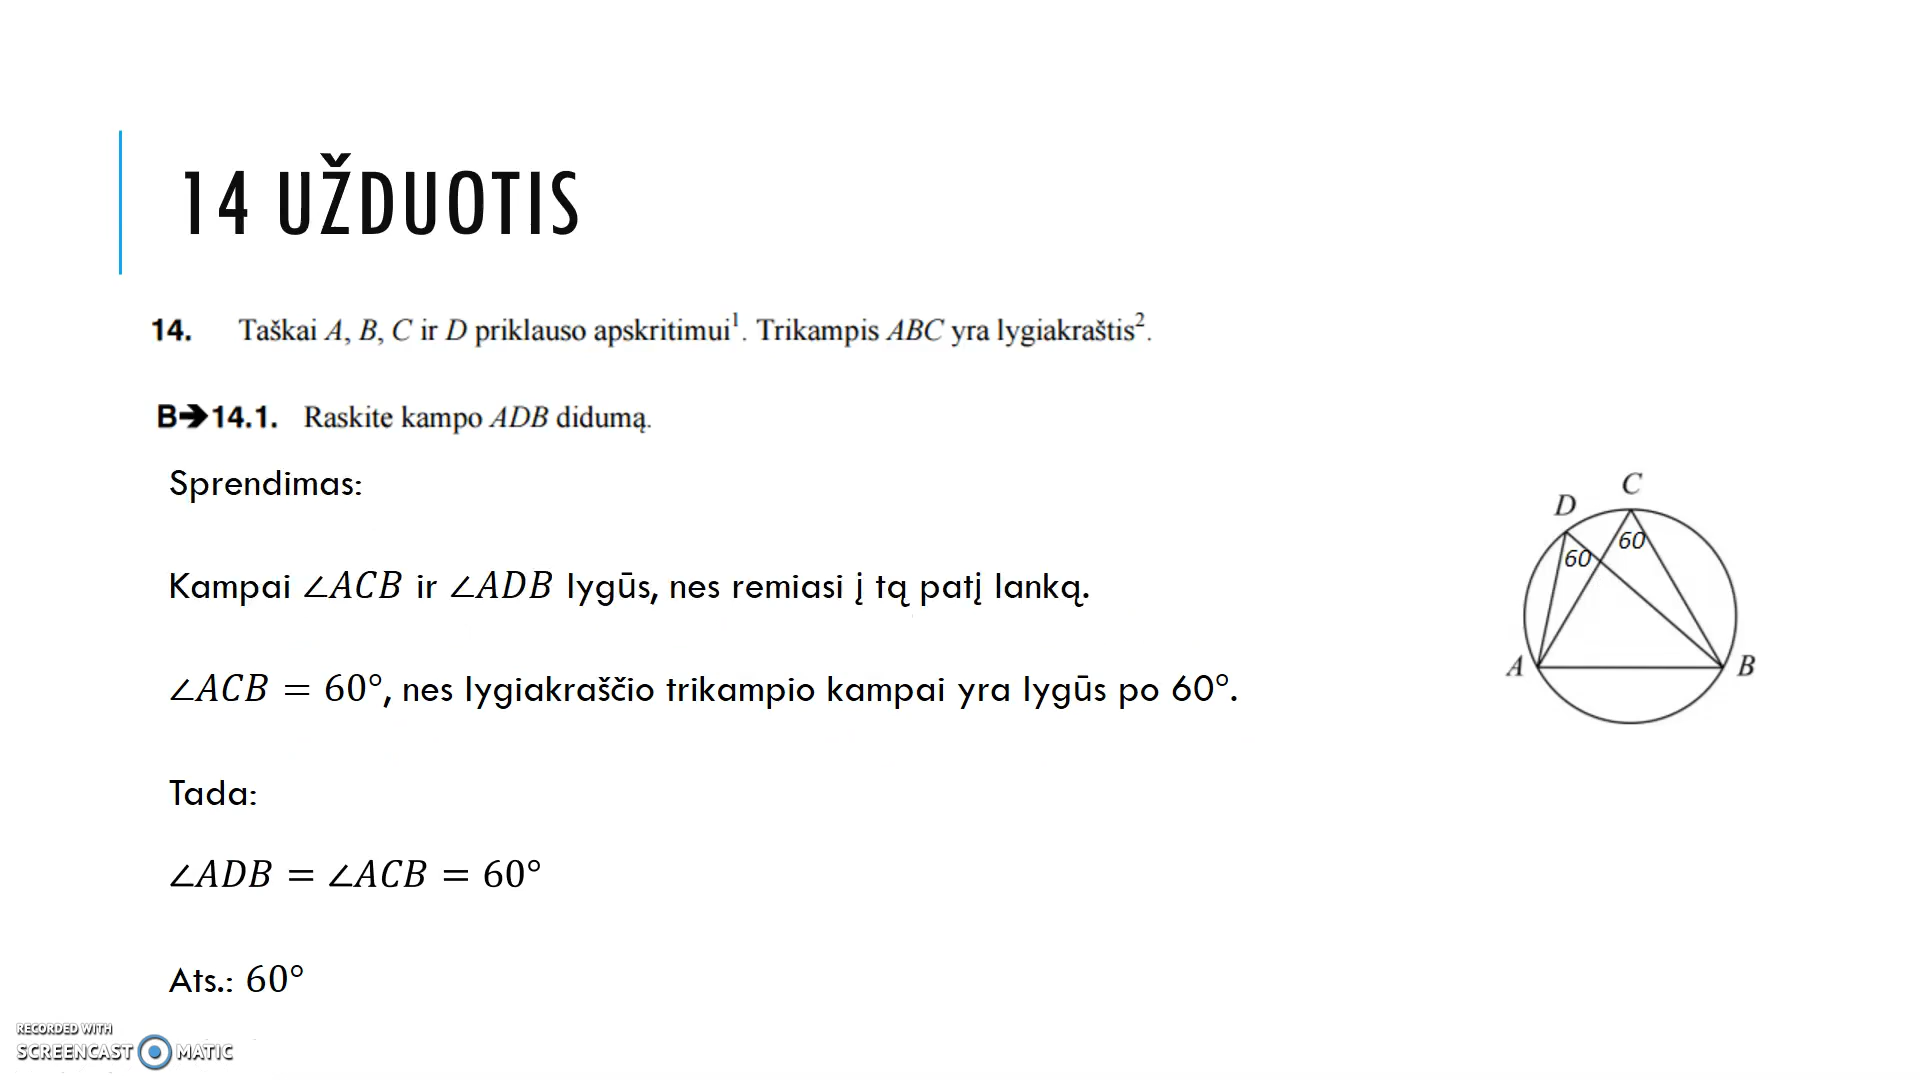 14 UŽDUOTIS
14. Taškai A, B, C ir D priklauso apskritimui¹. Trikampis ABC yra lygiakraštis².
B➔14.1. Raskite kampo ADB didumą.
Sprendimas:
Kampai ∠ACB ir ∠ADB lygūs, nes remiasi į tą patį lanką.
∠ACB = 60°, nes lygiakraščio trikampio kampai yra lygūs po 60°.
Tada:
∠ADB = ∠ACB = 60°
Ats.: 60°
C
D
60
60
A
B
RECORDED WITH
SCREENCAST MATIC